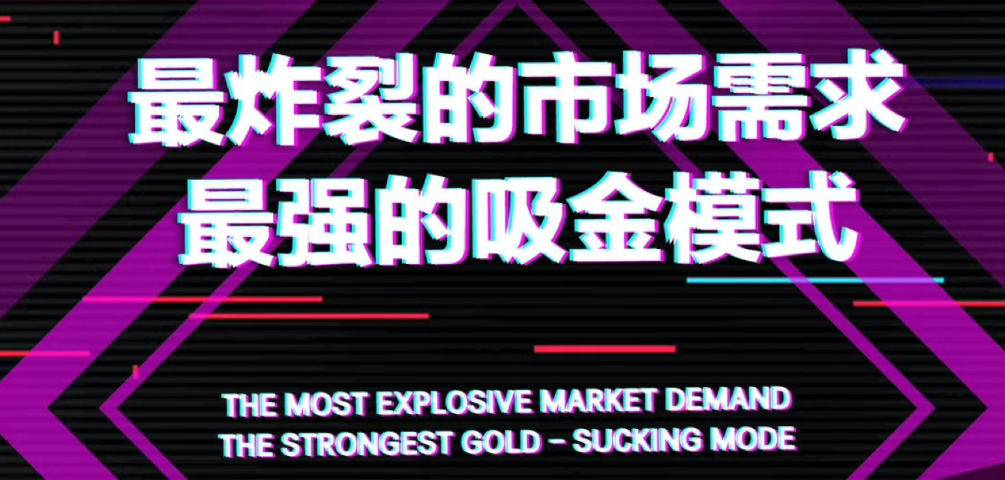 最炸裂的市场需求
最强的吸金模式
THE MOST EXPLOSIVE MARKET DEMAND
THE STRONGEST GOLD – SUCKING MODE